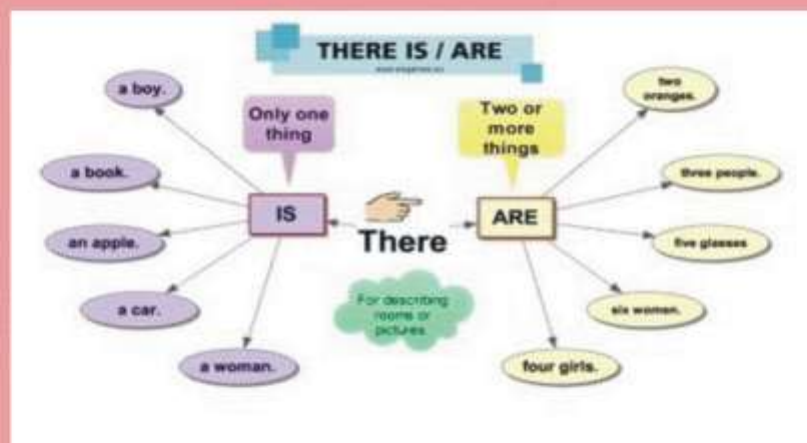 THERE IS / ARE
a boy.
Only one
thing
Two or
more
things
two
oranges.
a book.
three people.
IS
ARE
There
an apple.
five glasses
For describing
rooms or
pictures
a car.
six women.
a woman.
four girls.